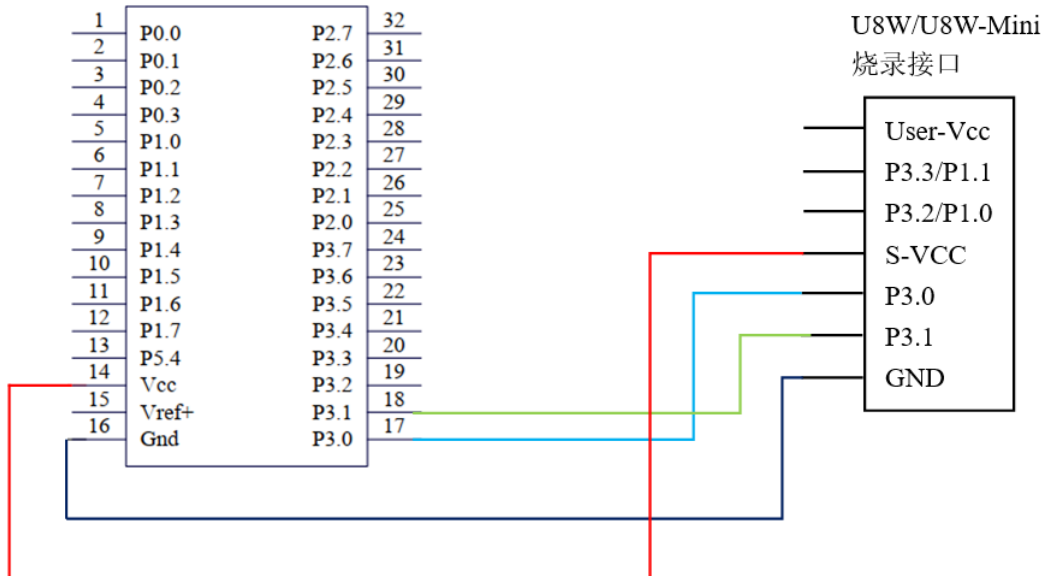 1 P0.0 P2.7 32
2 P0.1 P2.6 31
3 P0.2 P2.5 30
4 P0.3 P2.4 29
5 P1.0 P2.3 28
6 P1.1 P2.2 27
7 P1.2 P2.1 26
8 P1.3 P2.0 25
9 P1.4 P3.7 24
10 P1.5 P3.6 23
11 P1.6 P3.5 22
12 P1.7 P3.4 21
13 P5.4 P3.3 20
14 Vcc P3.2 19
15 Vref+ P3.1 18
16 Gnd P3.0 17
U8W/U8W-Mini
烧录接口
User-Vcc
P3.3/P1.1
P3.2/P1.0
S-VCC
P3.0
P3.1
GND